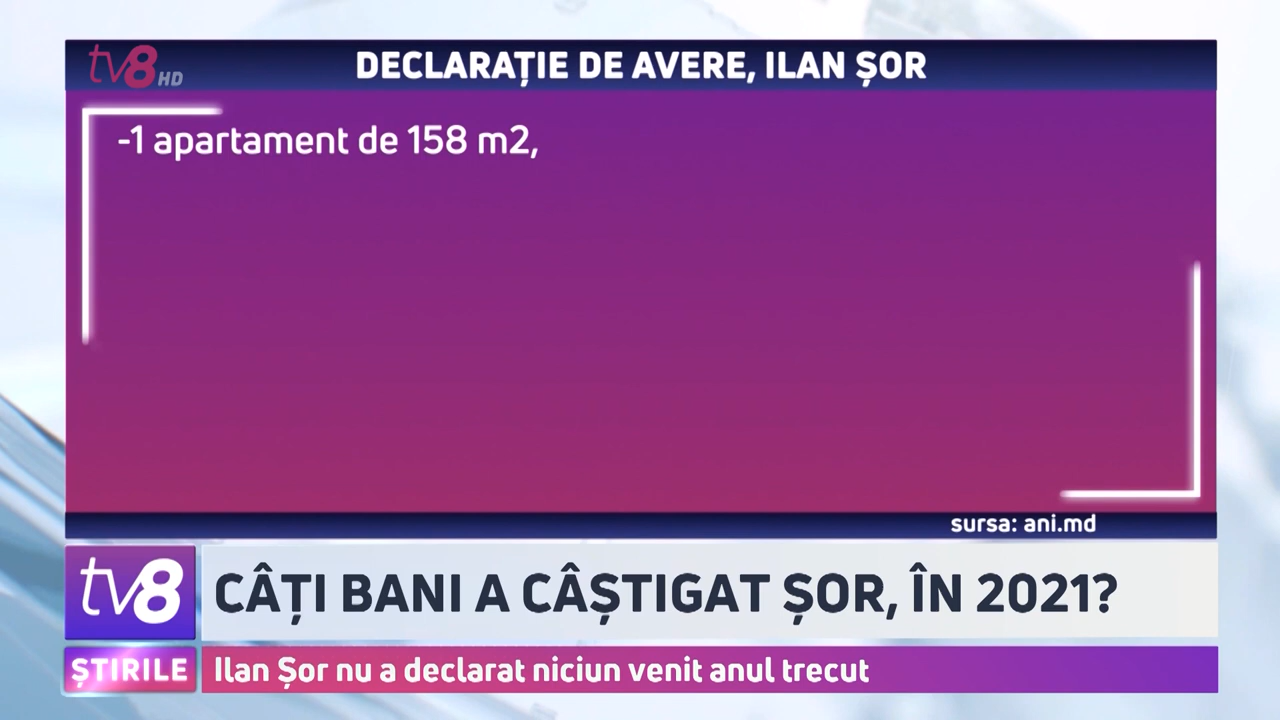 tv8 HD
DECLARAȚIE DE AVERE, ILAN ȘOR
-1 apartament de 158 m2,
sursa: ani.md
tv8
CÂȚI BANI A CÂȘTIGAT ȘOR, ÎN 2021?
ȘTIRILE
Ilan Șor nu a declarat niciun venit anul trecut